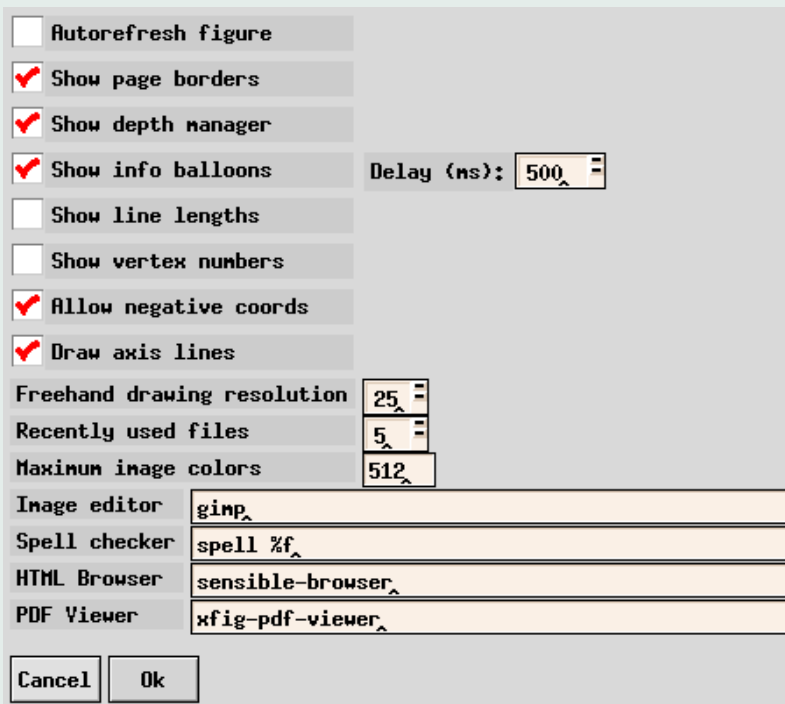 Autorefresh figure
Show page borders
Show depth manager
Show info balloons Delay (ms): 500
Show line lengths
Show vertex numbers
Allow negative coords
Draw axis lines
Freehand drawing resolution 25
Recently used files 5
Maximum image colors 512
Image editor gimp
Spell checker spell %f
HTML Browser sensible-browser
PDF Viewer xfig-pdf-viewer
Cancel Ok